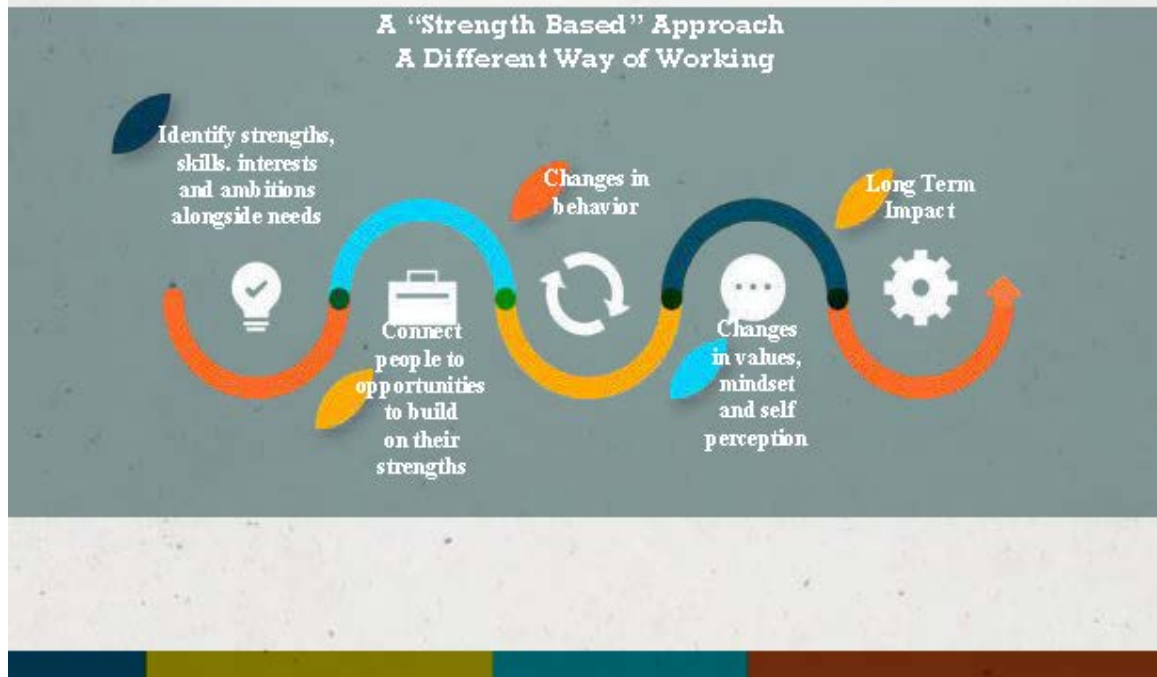 A “Strength Based” Approach
A Different Way of Working
Identify strengths,
skills. interests
and ambitions
alongside needs
Connect
people to
opportunities
to build
on their
strengths
Changes in
behavior
Changes
in values,
mindset
and self
perception
Long Term
Impact